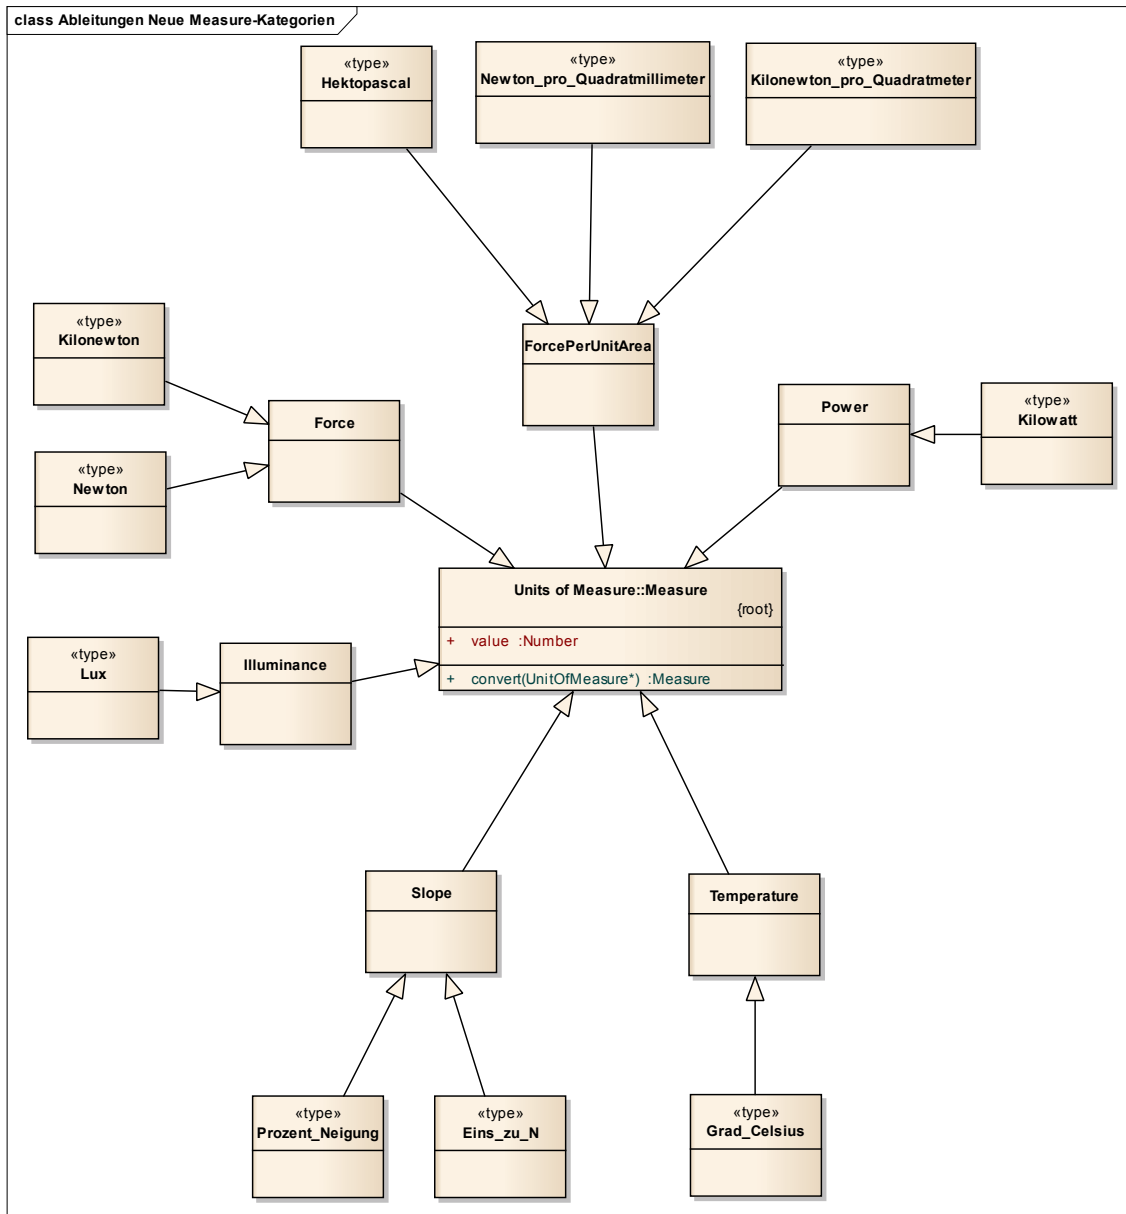 class Ableitungen Neue Measure-Kategorien
«type»
Hektopascal
«type»
Newton_pro_Quadratmillimeter
«type»
Kilonewton_pro_Quadratmeter
«type»
Kilonewton
ForcePerUnitArea
Force
Power
«type»
Kilowatt
«type»
Newton
Units of Measure::Measure
{root}
+ value :Number
+ convert(UnitOfMeasure*) :Measure
«type»
Lux
Illuminance
Slope
Temperature
«type»
Prozent_Neigung
«type»
Eins_zu_N
«type»
Grad_Celsius